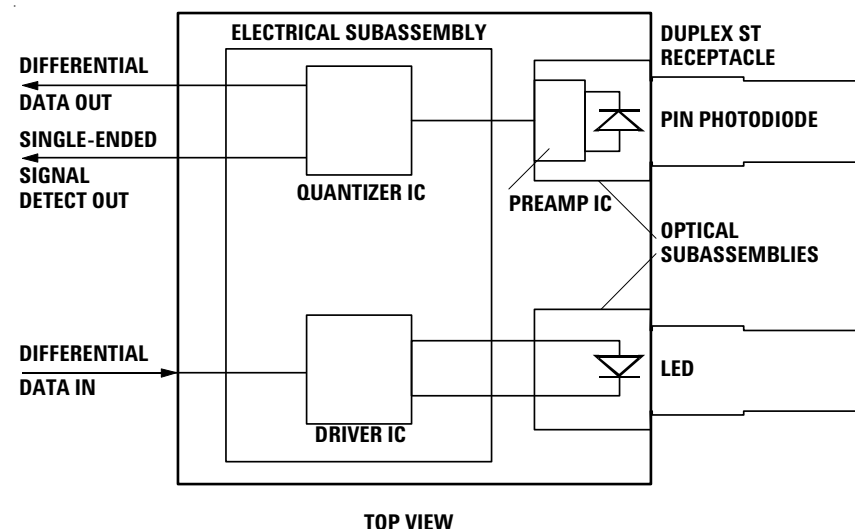 ELECTRICAL SUBASSEMBLY
DUPLEX ST
RECEPTACLE
DIFFERENTIAL
DATA OUT
SINGLE-ENDED
SIGNAL
DETECT OUT
QUANTIZER IC
PREAMP IC
PIN PHOTODIODE
OPTICAL
SUBASSEMBLIES
DIFFERENTIAL
DATA IN
DRIVER IC
LED
TOP VIEW